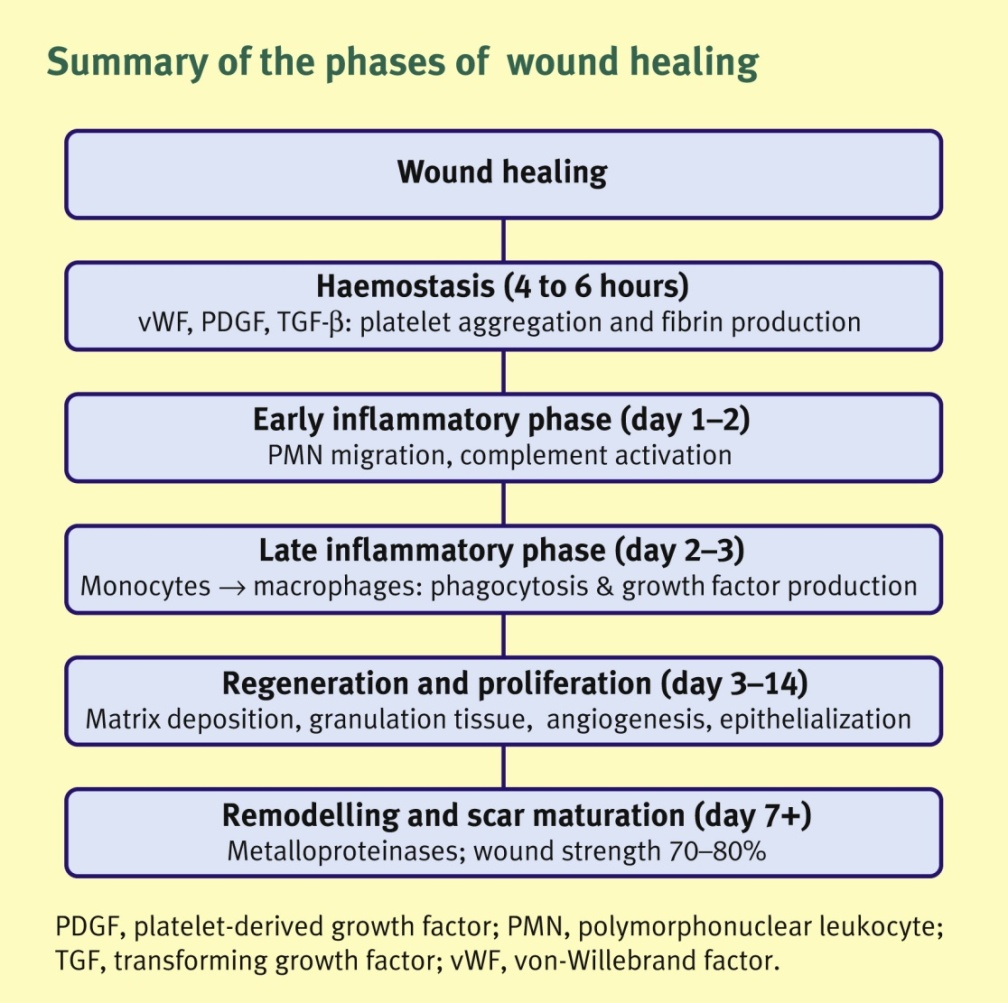 Summary of the phases of wound healing
Wound healing
Haemostasis (4 to 6 hours)
vWF, PDGF, TGF-β: platelet aggregation and fibrin production
Early inflammatory phase (day 1–2)
PMN migration, complement activation
Late inflammatory phase (day 2–3)
Monocytes → macrophages: phagocytosis & growth factor production
Regeneration and proliferation (day 3–14)
Matrix deposition, granulation tissue, angiogenesis, epithelialization
Remodelling and scar maturation (day 7+)
Metalloproteinases; wound strength 70–80%
PDGF, platelet-derived growth factor; PMN, polymorphonuclear leukocyte;
TGF, transforming growth factor; vWF, von-Willebrand factor.